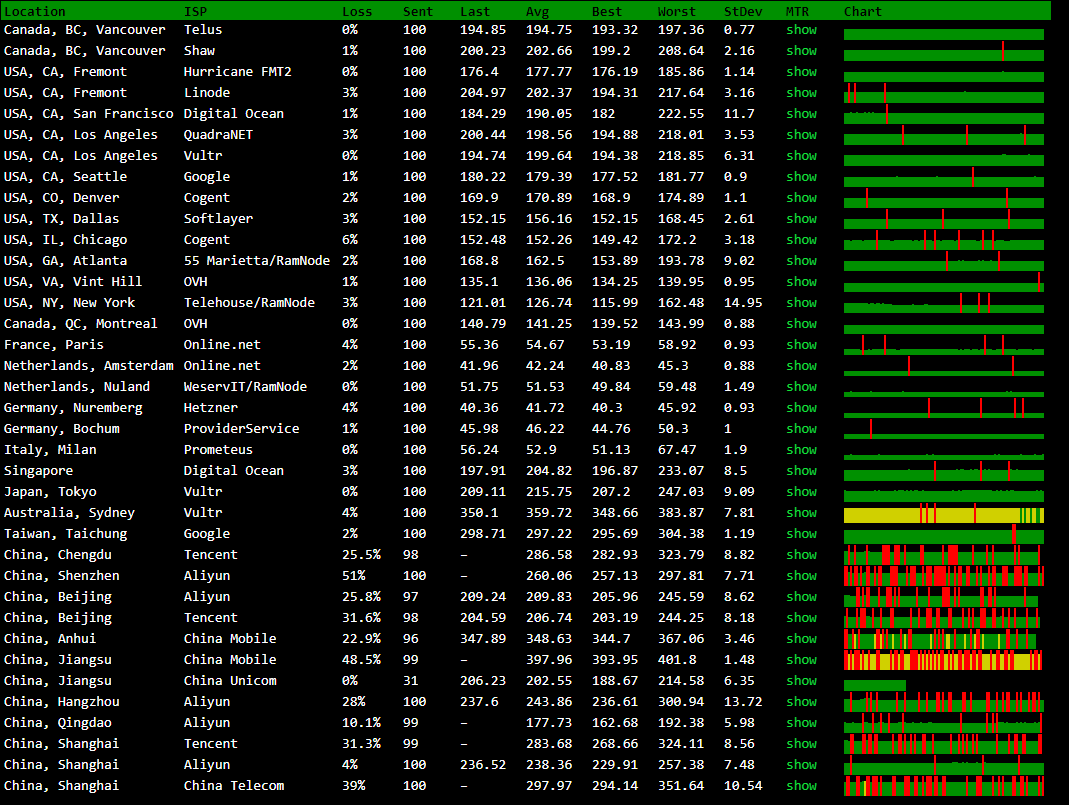 Location ISP Loss Sent Last Avg Best Worst StDev MTR Chart
Canada, BC, Vancouver Telus 0% 100 194.85 194.75 193.32 197.36 0.77 show
Canada, BC, Vancouver Shaw 1% 100 200.23 202.66 199.2 208.64 2.16 show
USA, CA, Fremont Hurricane FMT2 0% 100 176.4 177.77 176.19 185.86 1.14 show
USA, CA, Fremont Linode 3% 100 204.97 202.37 194.31 217.64 3.16 show
USA, CA, San Francisco Digital Ocean 1% 100 184.29 190.05 182 222.55 11.7 show
USA, CA, Los Angeles QuadraNET 3% 100 200.44 198.56 194.88 218.01 3.53 show
USA, CA, Los Angeles Vultr 0% 100 194.74 199.64 194.38 218.85 6.31 show
USA, CA, Seattle Google 1% 100 180.22 179.39 177.52 181.77 0.9 show
USA, CO, Denver Cogent 2% 100 169.9 170.89 168.9 174.89 1.1 show
USA, TX, Dallas Softlayer 3% 100 152.15 156.16 152.15 168.45 2.61 show
USA, IL, Chicago Cogent 6% 100 152.48 152.26 149.42 172.2 3.18 show
USA, GA, Atlanta 55 Marietta/RamNode 2% 100 168.8 162.5 153.89 193.78 9.02 show
USA, VA, Vint Hill OVH 1% 100 135.1 136.06 134.25 139.95 0.95 show
USA, NY, New York Telehouse/RamNode 3% 100 121.01 126.74 115.99 162.48 14.95 show
Canada, QC, Montreal OVH 0% 100 140.79 141.25 139.52 143.99 0.88 show
France, Paris Online.net 4% 100 55.36 54.67 53.19 58.92 0.93 show
Netherlands, Amsterdam Online.net 2% 100 41.96 42.24 40.83 45.3 0.88 show
Netherlands, Nuland WeservIT/RamNode 0% 100 51.75 51.53 49.84 59.48 1.49 show
Germany, Nuremberg Hetzner 4% 100 40.36 41.72 40.3 45.92 0.93 show
Germany, Bochum ProviderService 1% 100 45.98 46.22 44.76 50.3 1 show
Italy, Milan Prometeus 0% 100 56.24 52.9 51.13 67.47 1.9 show
Singapore Digital Ocean 3% 100 197.91 204.82 196.87 233.07 8.5 show
Japan, Tokyo Vultr 0% 100 209.11 215.75 207.2 247.03 9.09 show
Australia, Sydney Vultr 4% 100 350.1 359.72 348.66 383.87 7.81 show
Taiwan, Taichung Google 2% 100 298.71 297.22 295.69 304.38 1.19 show
China, Chengdu Tencent 25.5% 98 – 286.58 282.93 323.79 8.82 show
China, Shenzhen Aliyun 51% 100 – 260.06 257.13 297.81 7.71 show
China, Beijing Aliyun 25.8% 97 209.24 209.83 205.96 245.59 8.62 show
China, Beijing Tencent 31.6% 98 204.59 206.74 203.19 244.25 8.18 show
China, Anhui China Mobile 22.9% 96 347.89 348.63 344.7 367.06 3.46 show
China, Jiangsu China Mobile 48.5% 99 – 397.96 393.95 401.8 1.48 show
China, Jiangsu China Unicom 0% 31 206.23 202.55 188.67 214.58 6.35 show
China, Hangzhou Aliyun 28% 100 237.6 243.86 236.61 300.94 13.72 show
China, Qingdao Aliyun 10.1% 99 – 177.73 162.68 192.38 5.98 show
China, Shanghai Tencent 31.3% 99 – 283.68 268.66 324.11 8.56 show
China, Shanghai Aliyun 4% 100 236.52 238.36 229.91 257.38 7.48 show
China, Shanghai China Telecom 39% 100 – 297.97 294.14 351.64 10.54 show